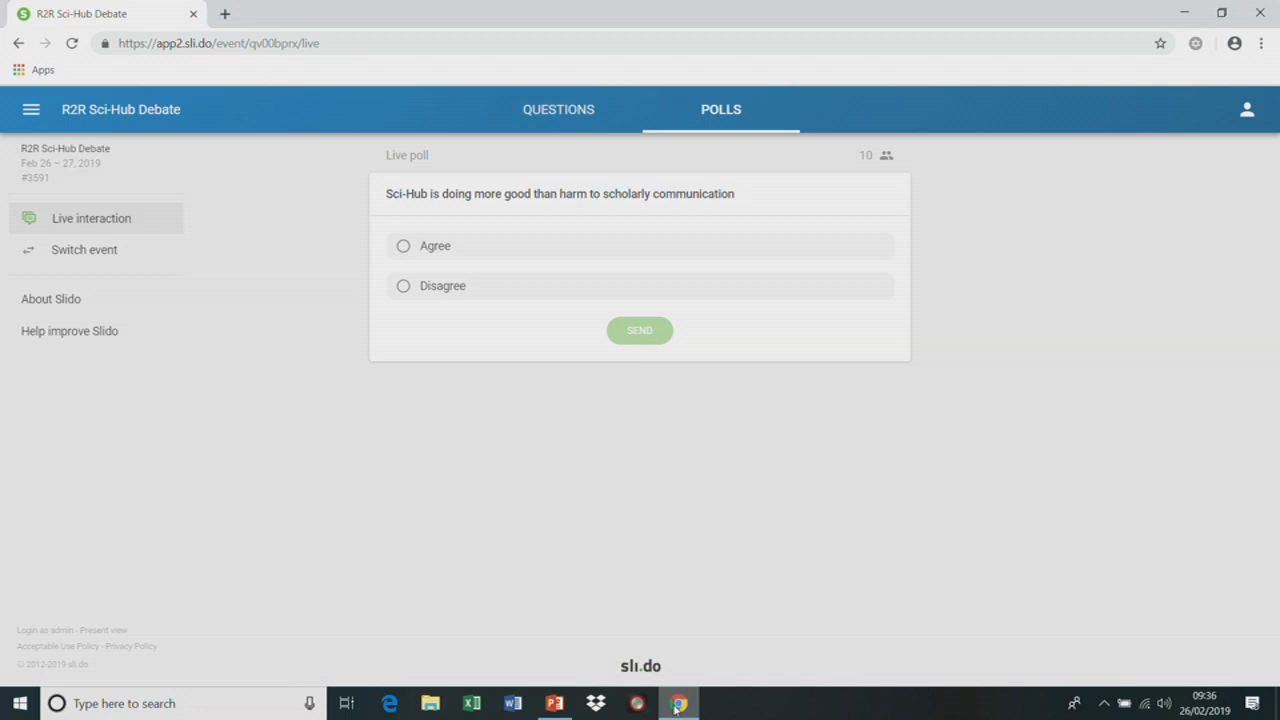 R2R Sci-Hub Debate
https://app2.sli.do/event/qv00bprx/live
Apps
R2R Sci-Hub Debate
QUESTIONS
POLLS
R2R Sci-Hub Debate
Feb 26 – 27, 2019
#3591
Live interaction
Switch event
About Slido
Help improve Slido
Live poll
10
Sci-Hub is doing more good than harm to scholarly communication
Agree
Disagree
SEND
Login as admin - Present view
Acceptable Use Policy - Privacy Policy
© 2012-2019 sli.do
sli.do
Type here to search
09:36
26/02/2019